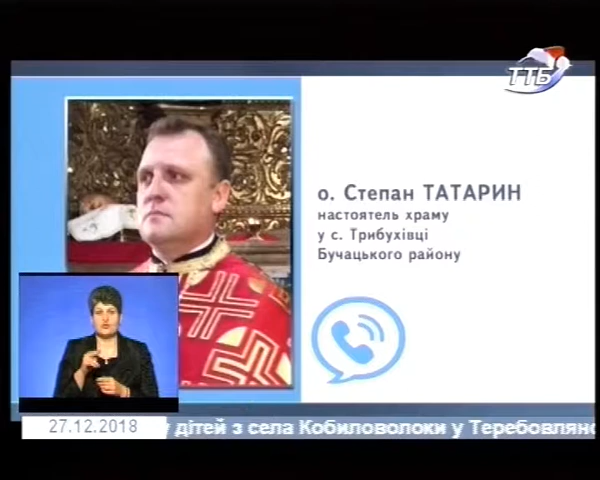 ТТБ
о. Степан ТАТАРИН
настоятель храму
у с. Трибухівці
Бучацького району
27.12.2018
у дітей з села Кобиловолоки у Теребовлянс